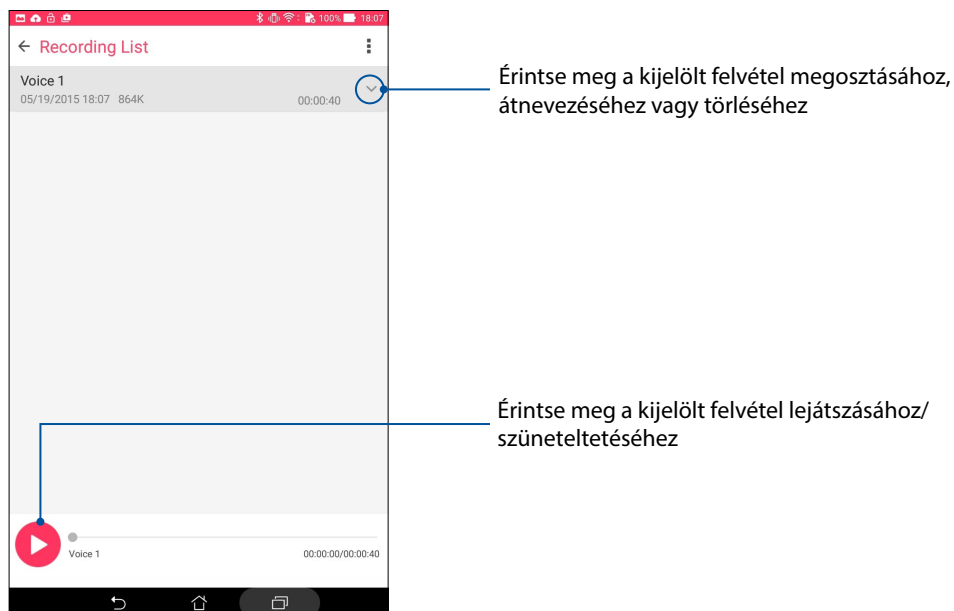 100% 18:07
Recording List
Voice 1
05/19/2015 18:07 864K 00:00:40
Érintse meg a kijelölt felvétel megosztásához,
átnevezéséhez vagy törléséhez
Érintse meg a kijelölt felvétel lejátszásához/
szüneteltetéséhez
Voice 1 00:00:00/00:00:40